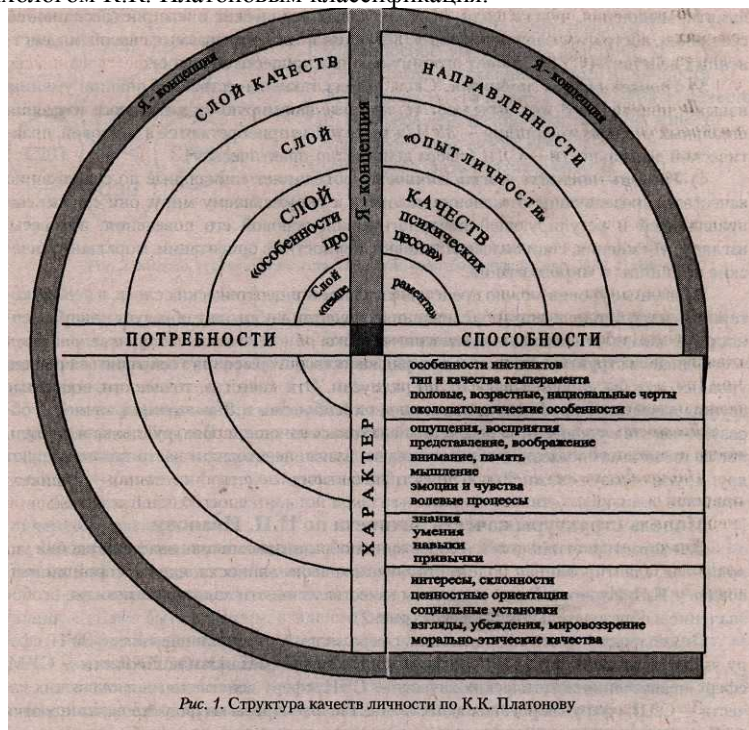 психологом К.К. Платоновым классификация.
Я - концепция
Я - концепция
СЛОЙ КАЧЕСТВ НАПРАВЛЕННОСТИ
СЛОЙ «ОПЫТ ЛИЧНОСТИ»
СЛОЙ КАЧЕСТВ
«особенности психических
про цессов»
Слой
рамента»
Я концепция
ПОТРЕБНОСТИ
СПОСОБНОСТИ
ХАРАКТЕР
особенности инстинктов
тип и качества темперамента
половые, возрастные, национальные черты
околопатологические особенности
ощущения, восприятия
представление, воображение
внимание, память
мышление
эмоции и чувства
волевые процессы
знания
умения
навыки
привычки
интересы, склонности
ценностные ориентации
социальные установки
взгляды, убеждения, мировоззрение
морально-этические качества
Рис. 1. Структура качеств личности по К.К. Платонову